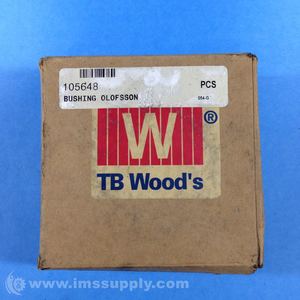 105648
PCS
BUSHING OLOFSSON
W
®
TB Wood's
© www.imssupply.com